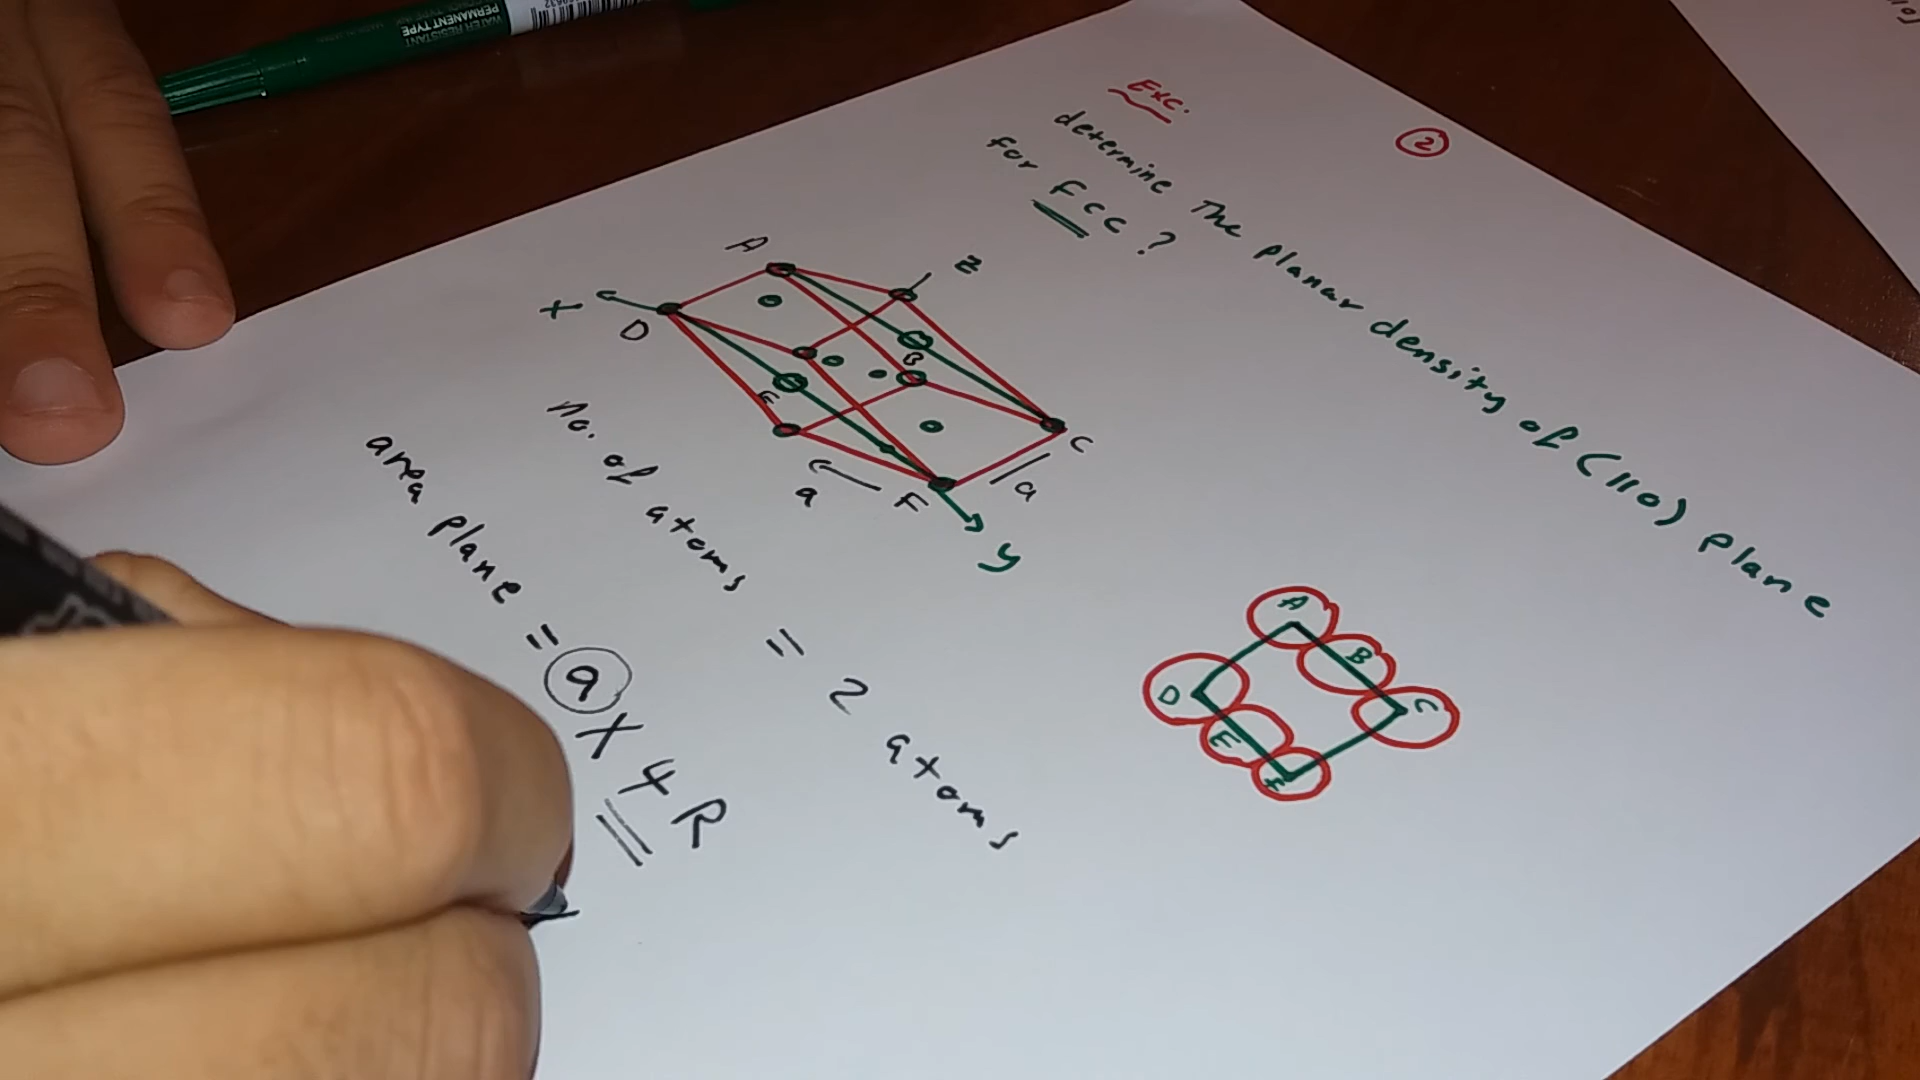 WATER RESISTANT
PERMANENT TYPE
②
Exc.
determine The planar density of (110) plane
for FCC ?
A
Z
X
D
B
E
C
a
a
F
y
no. of atoms = 2 atoms
area plane = a X 4R
A
B
D
C
E
F